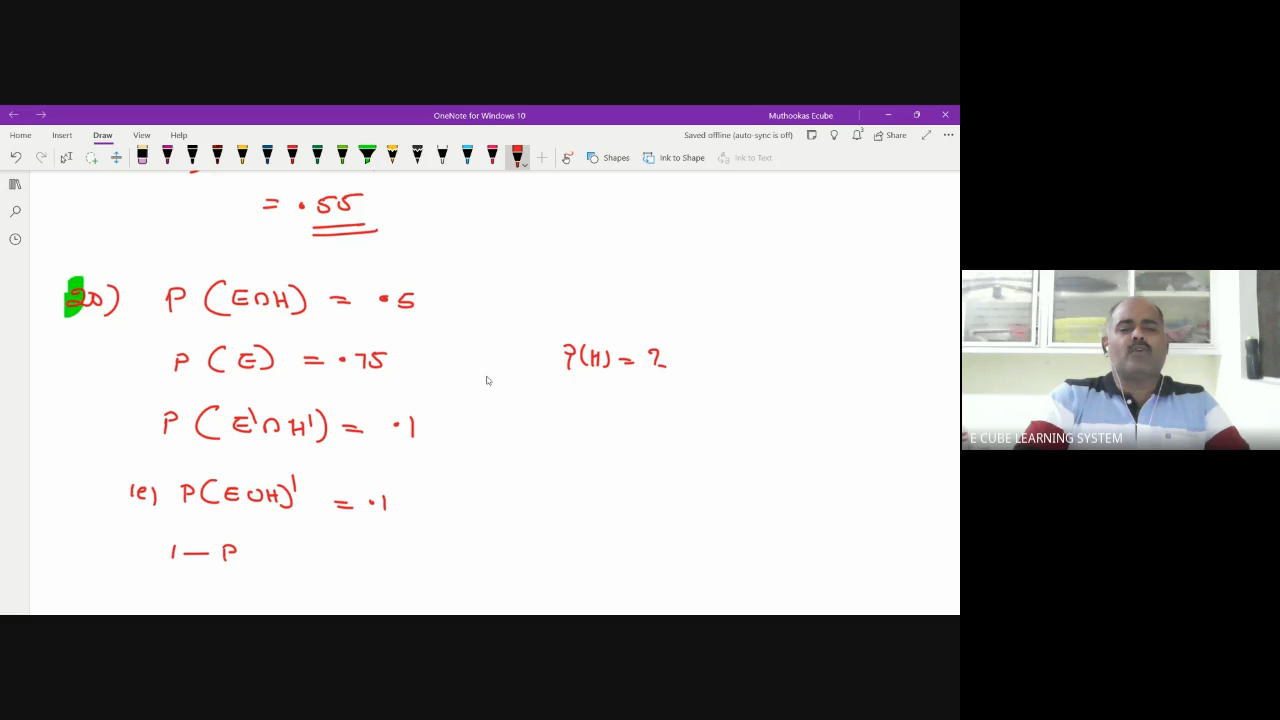 OneNote for Windows 10
Muthookas Ecube
Home Insert Draw View Help
Saved offline (auto-sync is off)
Share
Shapes
Ink to Shape
Ink to Text
= .55
20) P (E∩H) = .5
P (E) = .75
P(H) = ?
P (E'∩H') = .1
(e) P(E∪H)' = .1
1 — P
E CUBE LEARNING SYSTEM